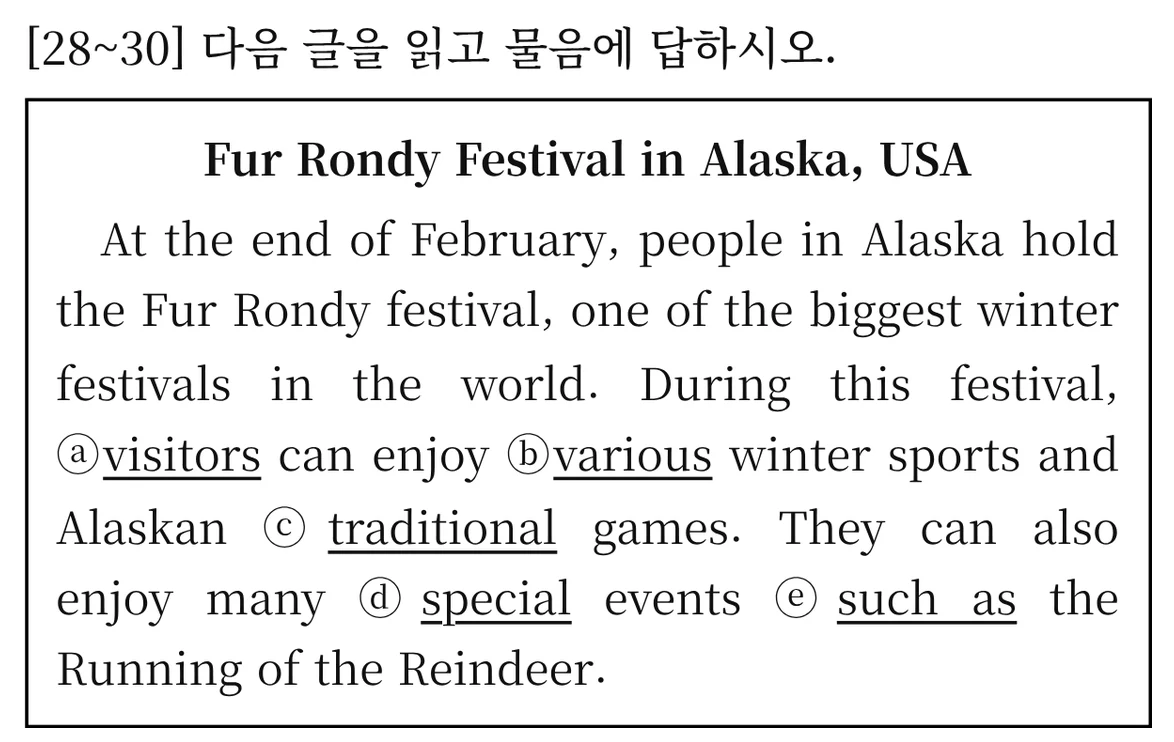 [28~30] 다음 글을 읽고 물음에 답하시오.
Fur Rondy Festival in Alaska, USA
At the end of February, people in Alaska hold
the Fur Rondy festival, one of the biggest winter
festivals in the world. During this festival,
ⓐvisitors can enjoy ⓑvarious winter sports and
Alaskan ⓒ traditional games. They can also
enjoy many ⓓ special events ⓔ such as the
Running of the Reindeer.